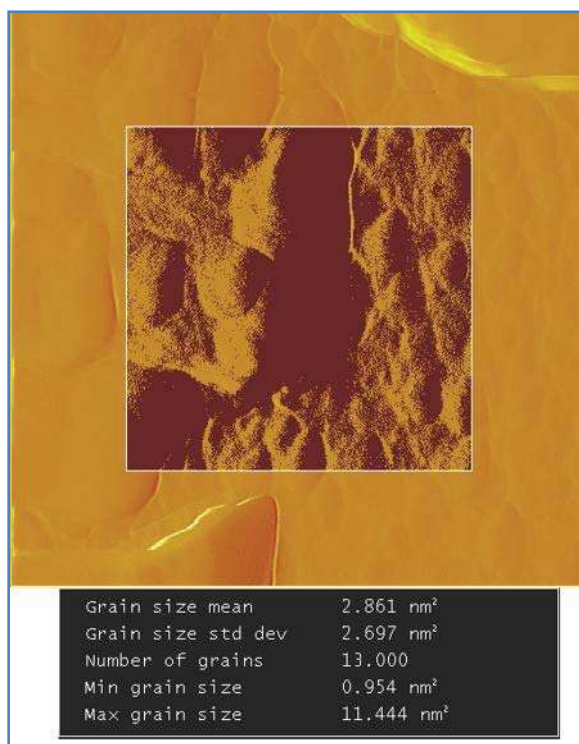 Grain size mean 2.861 nm²
Grain size std dev 2.697 nm²
Number of grains 13.000
Min grain size 0.954 nm²
Max grain size 11.444 nm²